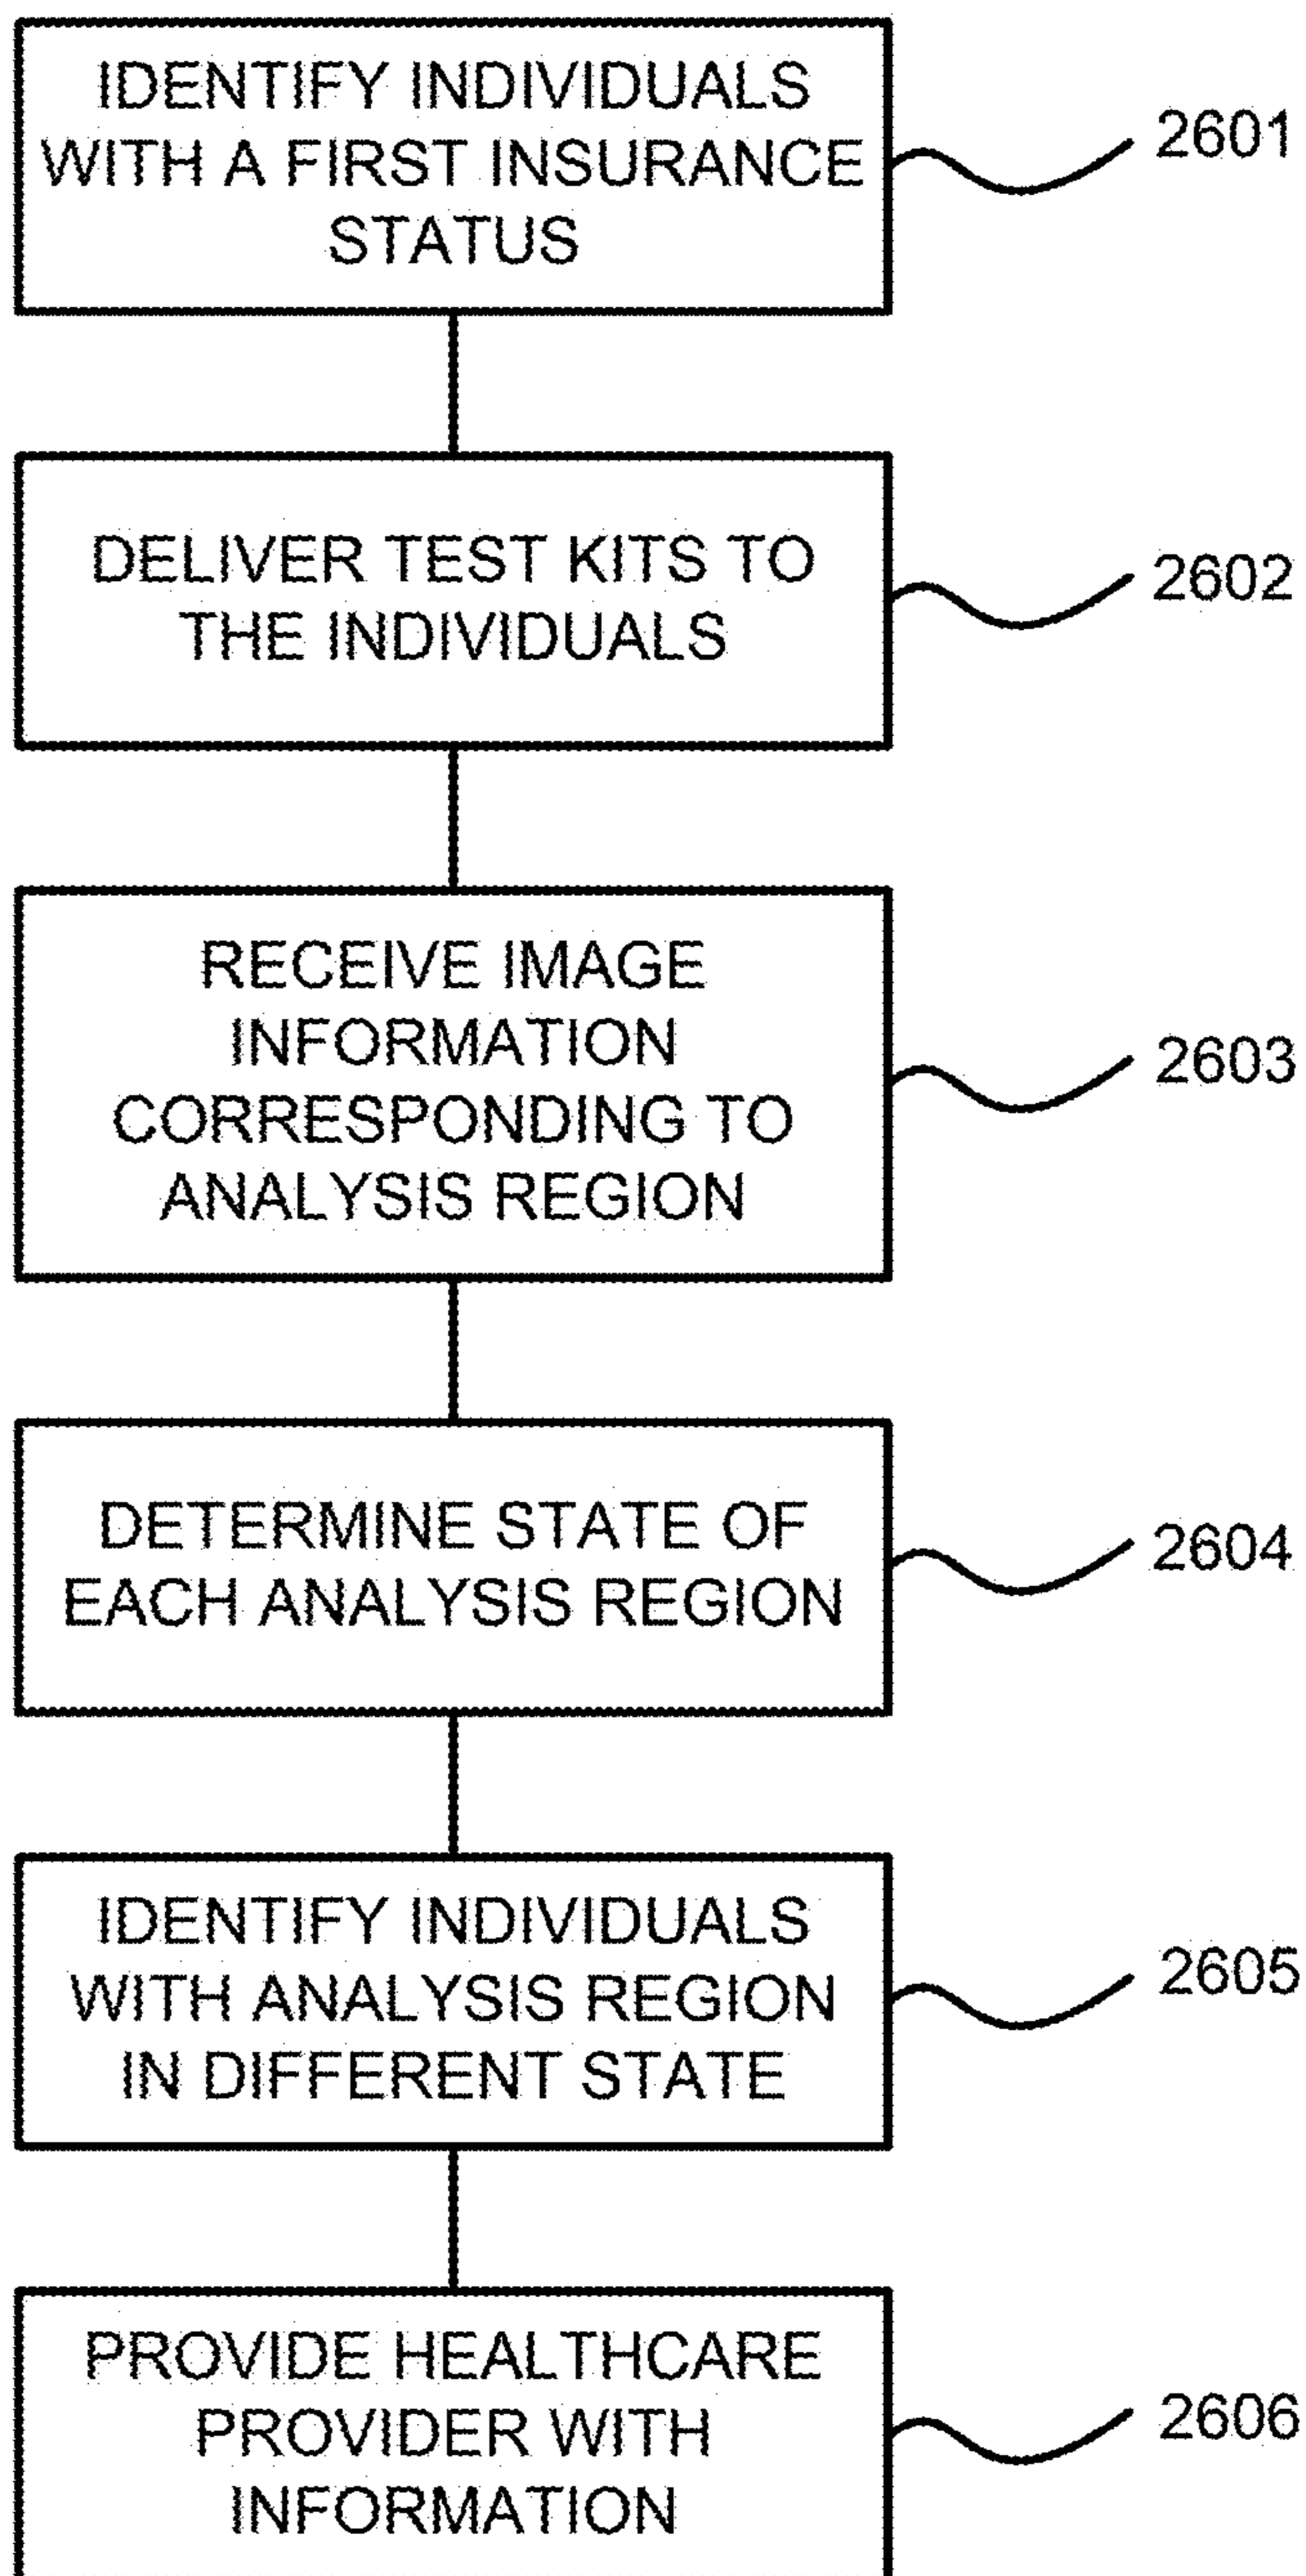 IDENTIFY INDIVIDUALS
WITH A FIRST INSURANCE
STATUS
2601
DELIVER TEST KITS TO
THE INDIVIDUALS
2602
RECEIVE IMAGE
INFORMATION
CORRESPONDING TO
ANALYSIS REGION
2603
DETERMINE STATE OF
EACH ANALYSIS REGION
2604
IDENTIFY INDIVIDUALS
WITH ANALYSIS REGION
IN DIFFERENT STATE
2605
PROVIDE HEALTHCARE
PROVIDER WITH
INFORMATION
2606